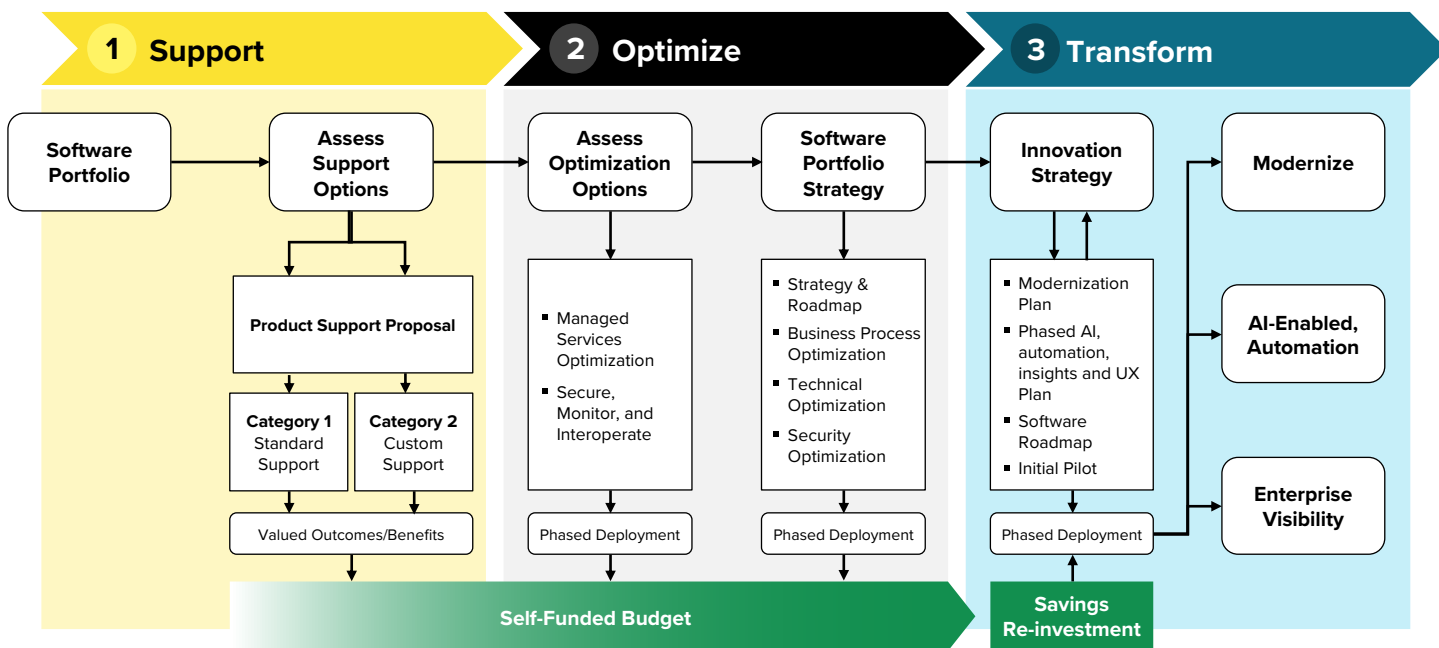 1 Support
2 Optimize
3 Transform
Software
Portfolio
Assess
Support
Options
Product Support Proposal
Category 1
Standard
Support
Category 2
Custom
Support
Valued Outcomes/Benefits
Assess
Optimization
Options
▪ Managed
Services
Optimization
▪ Secure,
Monitor, and
Interoperate
Phased Deployment
Software
Portfolio
Strategy
▪ Strategy &
Roadmap
▪ Business Process
Optimization
▪ Technical
Optimization
▪ Security
Optimization
Phased Deployment
Innovation
Strategy
▪ Modernization
Plan
▪ Phased AI,
automation,
insights and UX
Plan
▪ Software
Roadmap
▪ Initial Pilot
Phased Deployment
Modernize
AI-Enabled,
Automation
Enterprise
Visibility
Self-Funded Budget
Savings
Re-investment